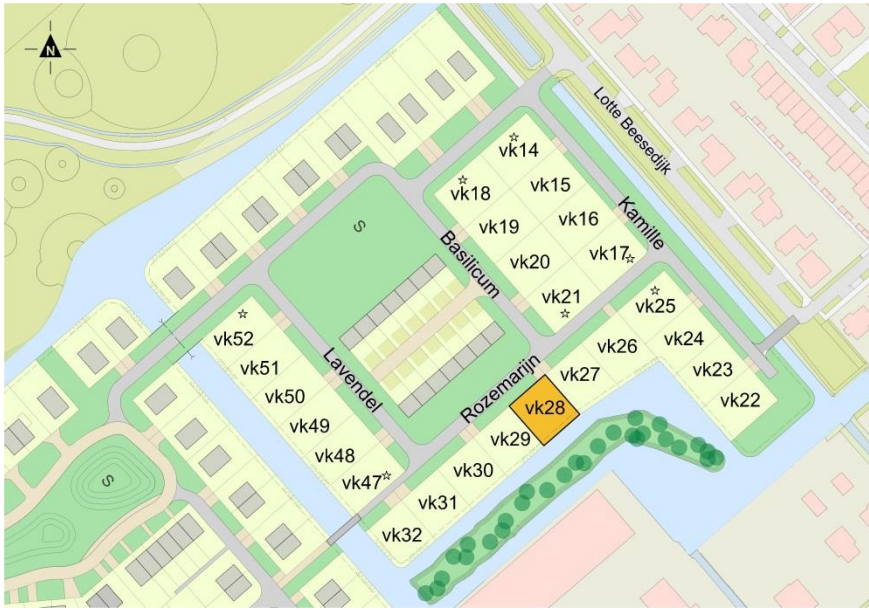 N
Lotte Beesedijk
vk14
vk18
vk15
vk19
vk16
Kamille
vk20
vk17
Basilicum
vk21
vk25
S
vk52
vk51
vk50
vk49
vk48
vk47
Lavendel
Rozemarijn
vk26
vk24
vk27
vk23
vk28
vk22
vk29
vk30
vk31
vk32
S